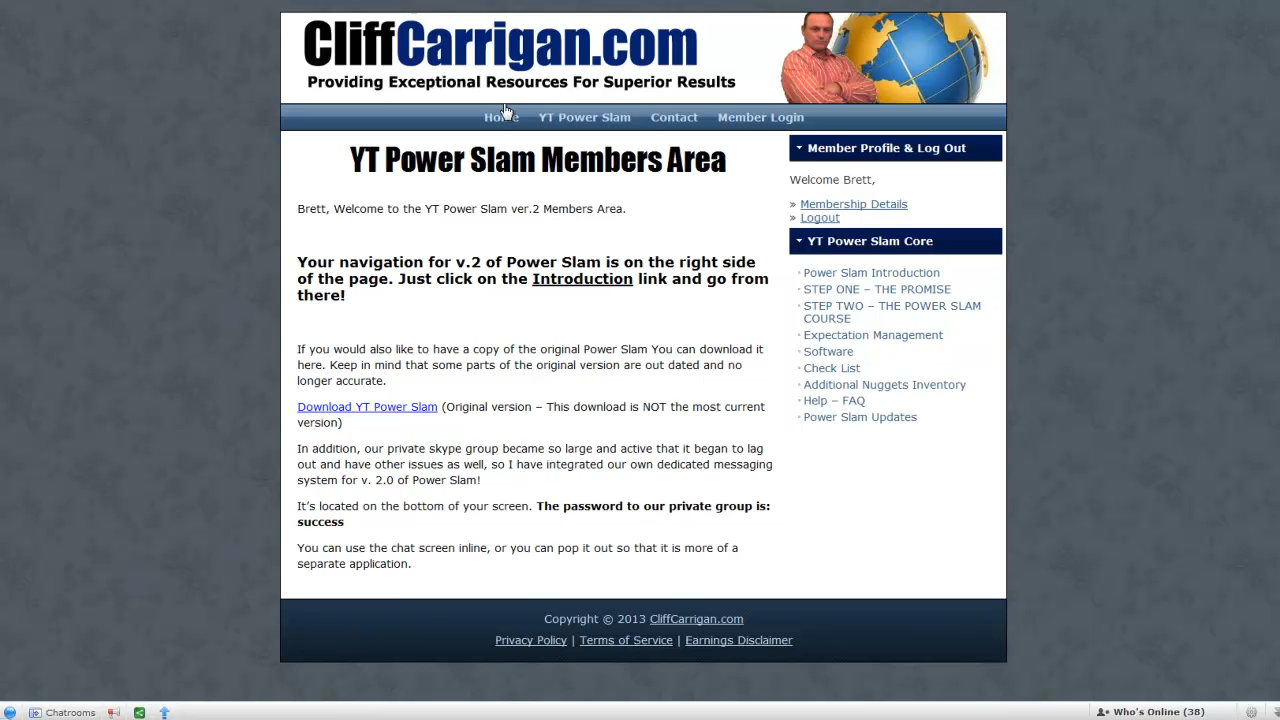 CliffCarrigan.com
Providing Exceptional Resources For Superior Results
Home YT Power Slam Contact Member Login
YT Power Slam Members Area
Brett, Welcome to the YT Power Slam ver.2 Members Area.
Your navigation for v.2 of Power Slam is on the right side
of the page. Just click on the Introduction link and go from
there!
If you would also like to have a copy of the original Power Slam You can download it
here. Keep in mind that some parts of the original version are out dated and no
longer accurate.
Download YT Power Slam (Original version – This download is NOT the most current
version)
In addition, our private skype group became so large and active that it began to lag
out and have other issues as well, so I have integrated our own dedicated messaging
system for v. 2.0 of Power Slam!
It's located on the bottom of your screen. The password to our private group is:
success
You can use the chat screen inline, or you can pop it out so that it is more of a
separate application.
Member Profile & Log Out
Welcome Brett,
» Membership Details
» Logout
YT Power Slam Core
Power Slam Introduction
STEP ONE – THE PROMISE
STEP TWO – THE POWER SLAM
COURSE
Expectation Management
Software
Check List
Additional Nuggets Inventory
Help – FAQ
Power Slam Updates
Copyright © 2013 CliffCarrigan.com
Privacy Policy | Terms of Service | Earnings Disclaimer
Chatrooms
Who's Online (38)